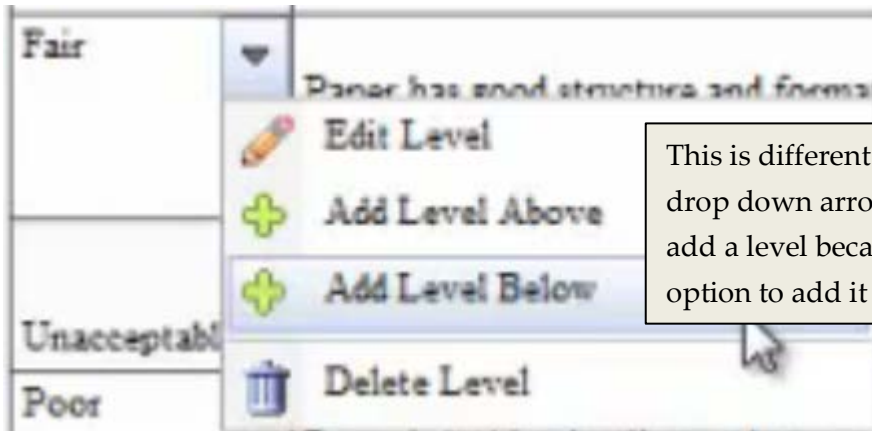 Fair
Paper has good structure and forma
Edit Level
Add Level Above
Add Level Below
Unacceptabl
Delete Level
Poor
This is different
drop down arro
add a level beca
option to add it